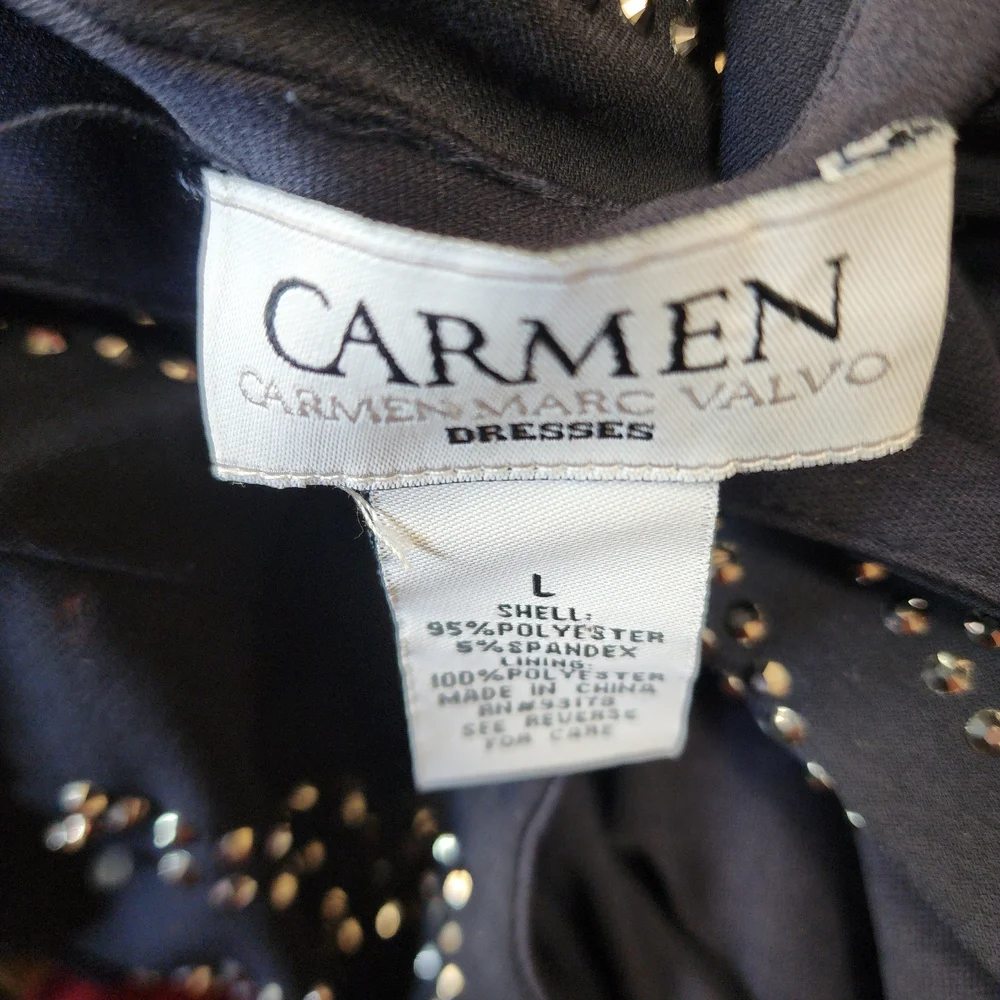 CARMEN
CARMEN MARC VALVO
DRESSES
L
SHELL:
95%POLYESTER
5%SPANDEX
LINING:
100%POLYESTER
MADE IN CHINA
SEE REVERSE
FOR CARE